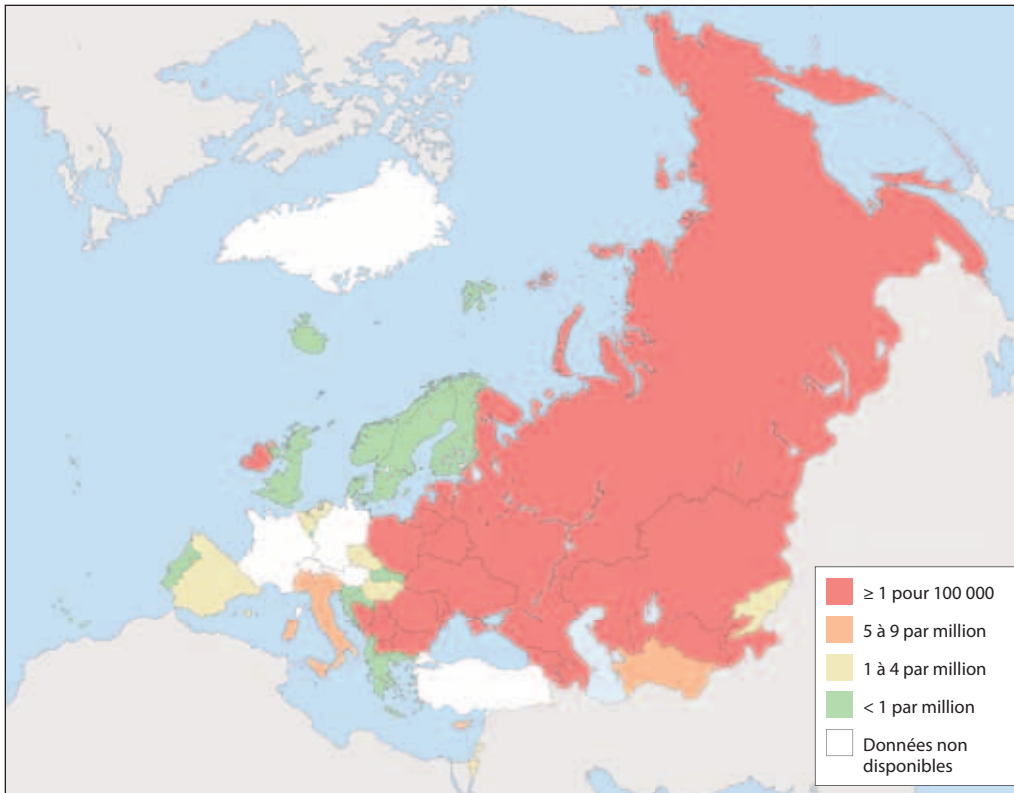 ≥ 1 pour 100 000
5 à 9 par million
1 à 4 par million
< 1 par million
Données non
disponibles